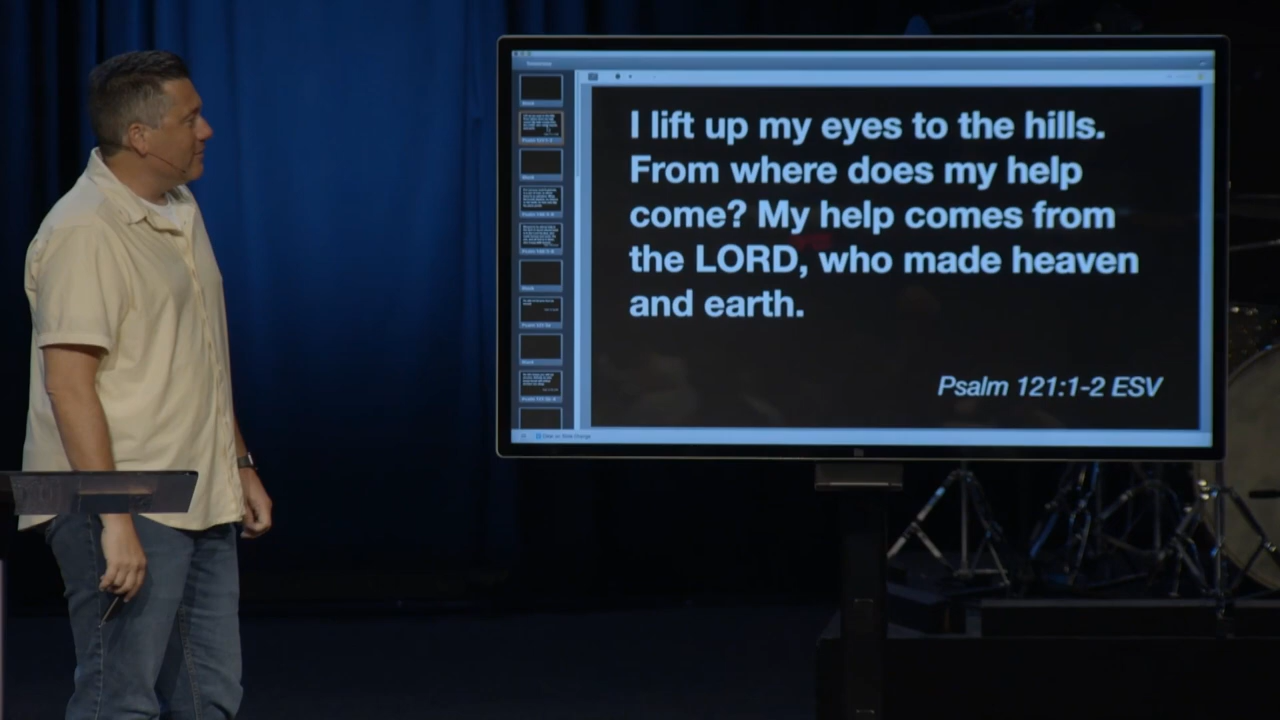 I lift up my eyes to the hills.
From where does my help
come? My help comes from
the LORD, who made heaven
and earth.
Psalm 121:1-2 ESV